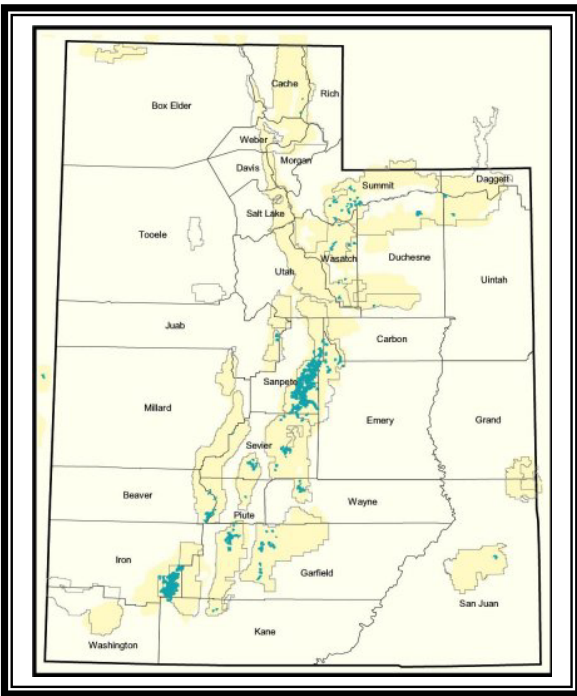 Cache
Rich
Box Elder
Weber
Morgan
Davis
Summit
Daggett
Salt Lake
Tooele
Wasatch
Duchesne
Utah
Uintah
Juab
Carbon
Sanpete
Millard
Emery
Grand
Sevier
Beaver
Wayne
Piute
Iron
Garfield
San Juan
Kane
Washington